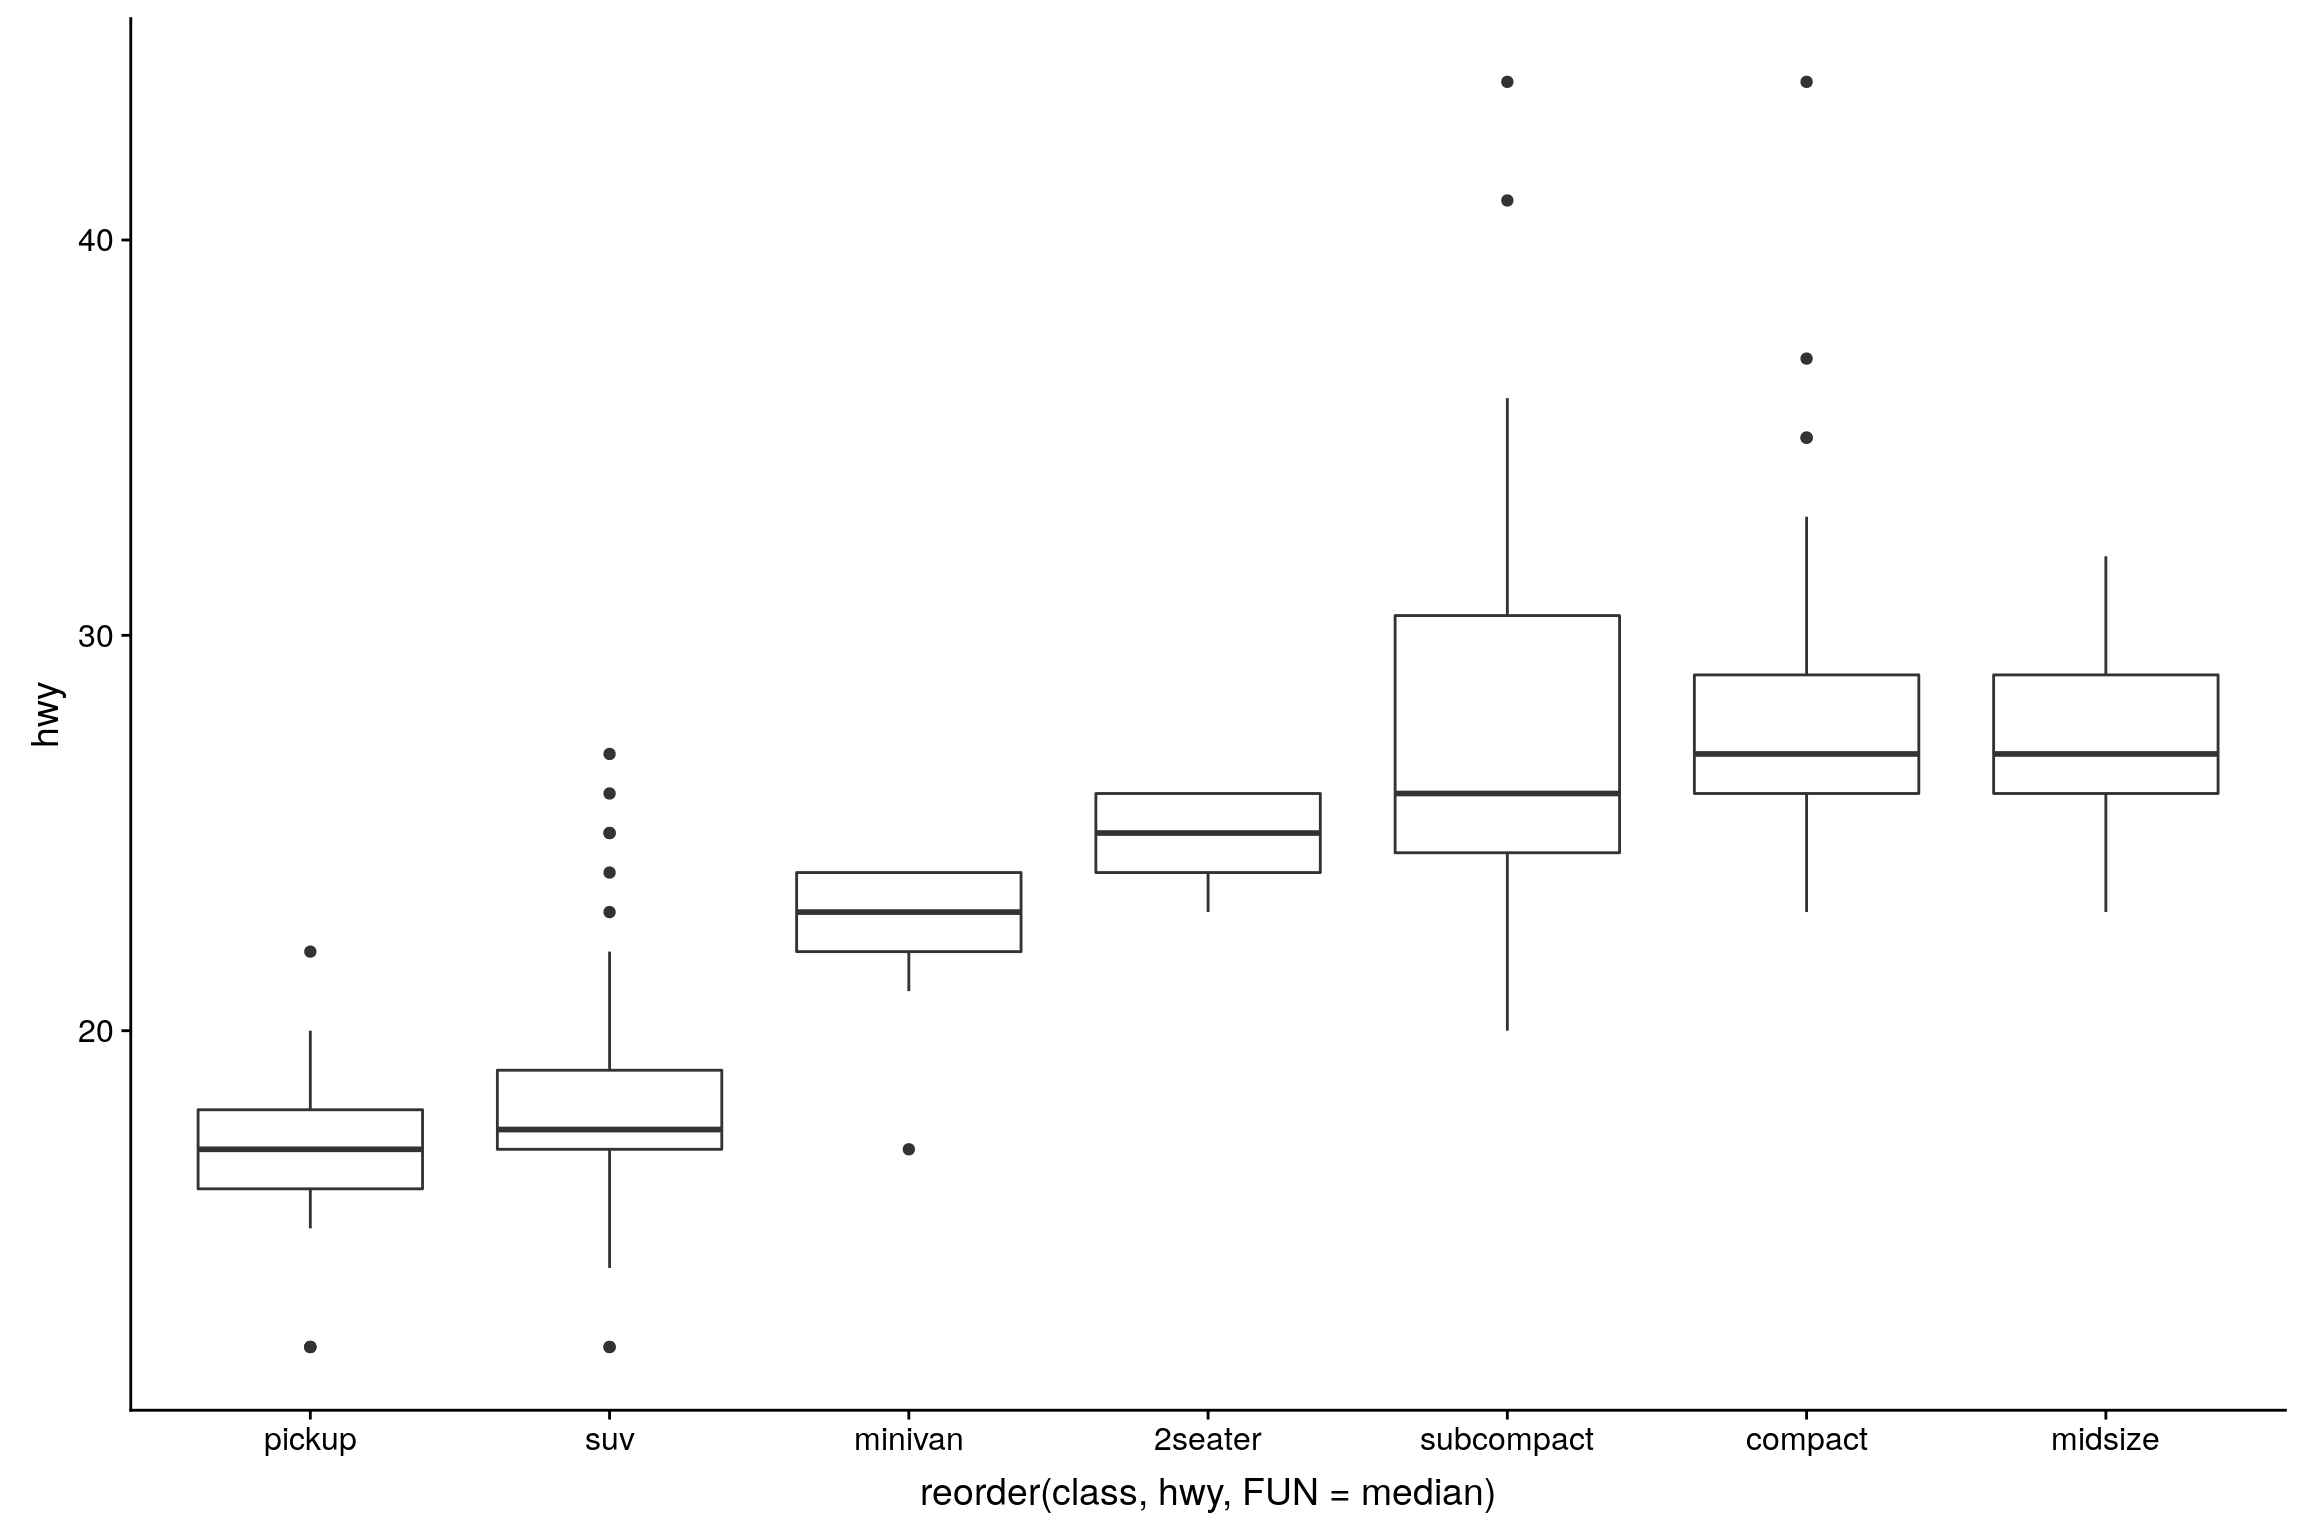 hwy
40
30
20
pickup suv minivan 2seater subcompact compact midsize
reorder(class, hwy, FUN = median)